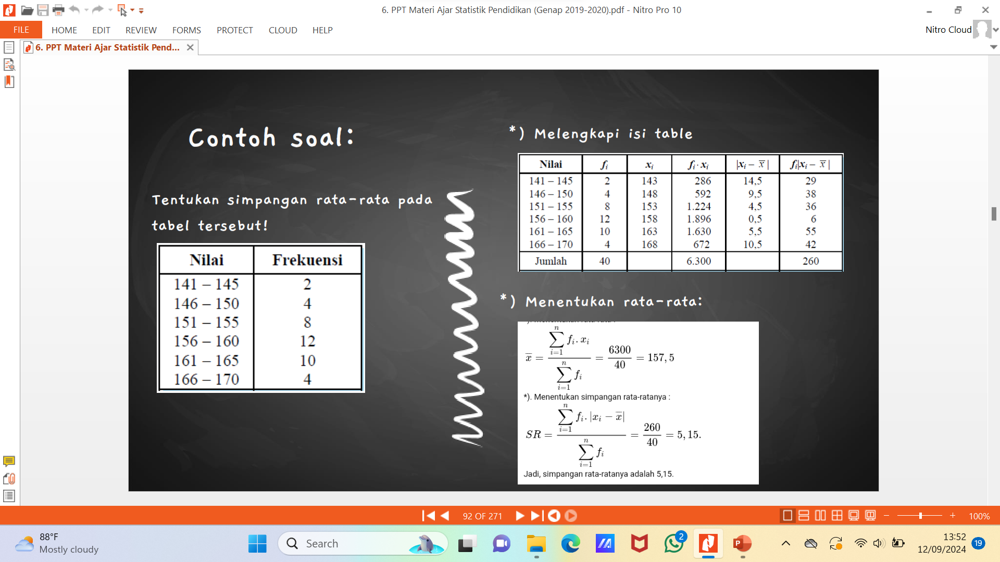 6. PPT Materi Ajar Statistik Pendidikan (Genap 2019-2020).pdf - Nitro Pro 10
FILE HOME EDIT REVIEW FORMS PROTECT CLOUD HELP
Nitro Cloud
6. PPT Materi Ajar Statistik Pend...
Contoh soal:
Tentukan simpangan rata-rata pada
tabel tersebut!
Nilai Frekuensi
141 – 145 2
146 – 150 4
151 – 155 8
156 – 160 12
161 – 165 10
166 – 170 4
*) Melengkapi isi table
Nilai fᵢ xᵢ fᵢ · xᵢ |xᵢ – x̅| fᵢ|xᵢ – x̅|
141 – 145 2 143 286 14,5 29
146 – 150 4 148 592 9,5 38
151 – 155 8 153 1.224 4,5 36
156 – 160 12 158 1.896 0,5 6
161 – 165 10 163 1.630 5,5 55
166 – 170 4 168 672 10,5 42
Jumlah 40 6.300 260
*) Menentukan rata-rata:
x̅ = ∑ⁿᵢ₌₁ fᵢ. xᵢ / ∑ⁿᵢ₌₁ fᵢ = 6300/40 = 157, 5
*). Menentukan simpangan rata-ratanya :
SR = ∑ⁿᵢ₌₁ fᵢ. |xᵢ − x̅| / ∑ⁿᵢ₌₁ fᵢ = 260/40 = 5, 15.
Jadi, simpangan rata-ratanya adalah 5,15.
92 OF 271
100%
88°F
Mostly cloudy
Search
2
P
13:52
12/09/2024
19